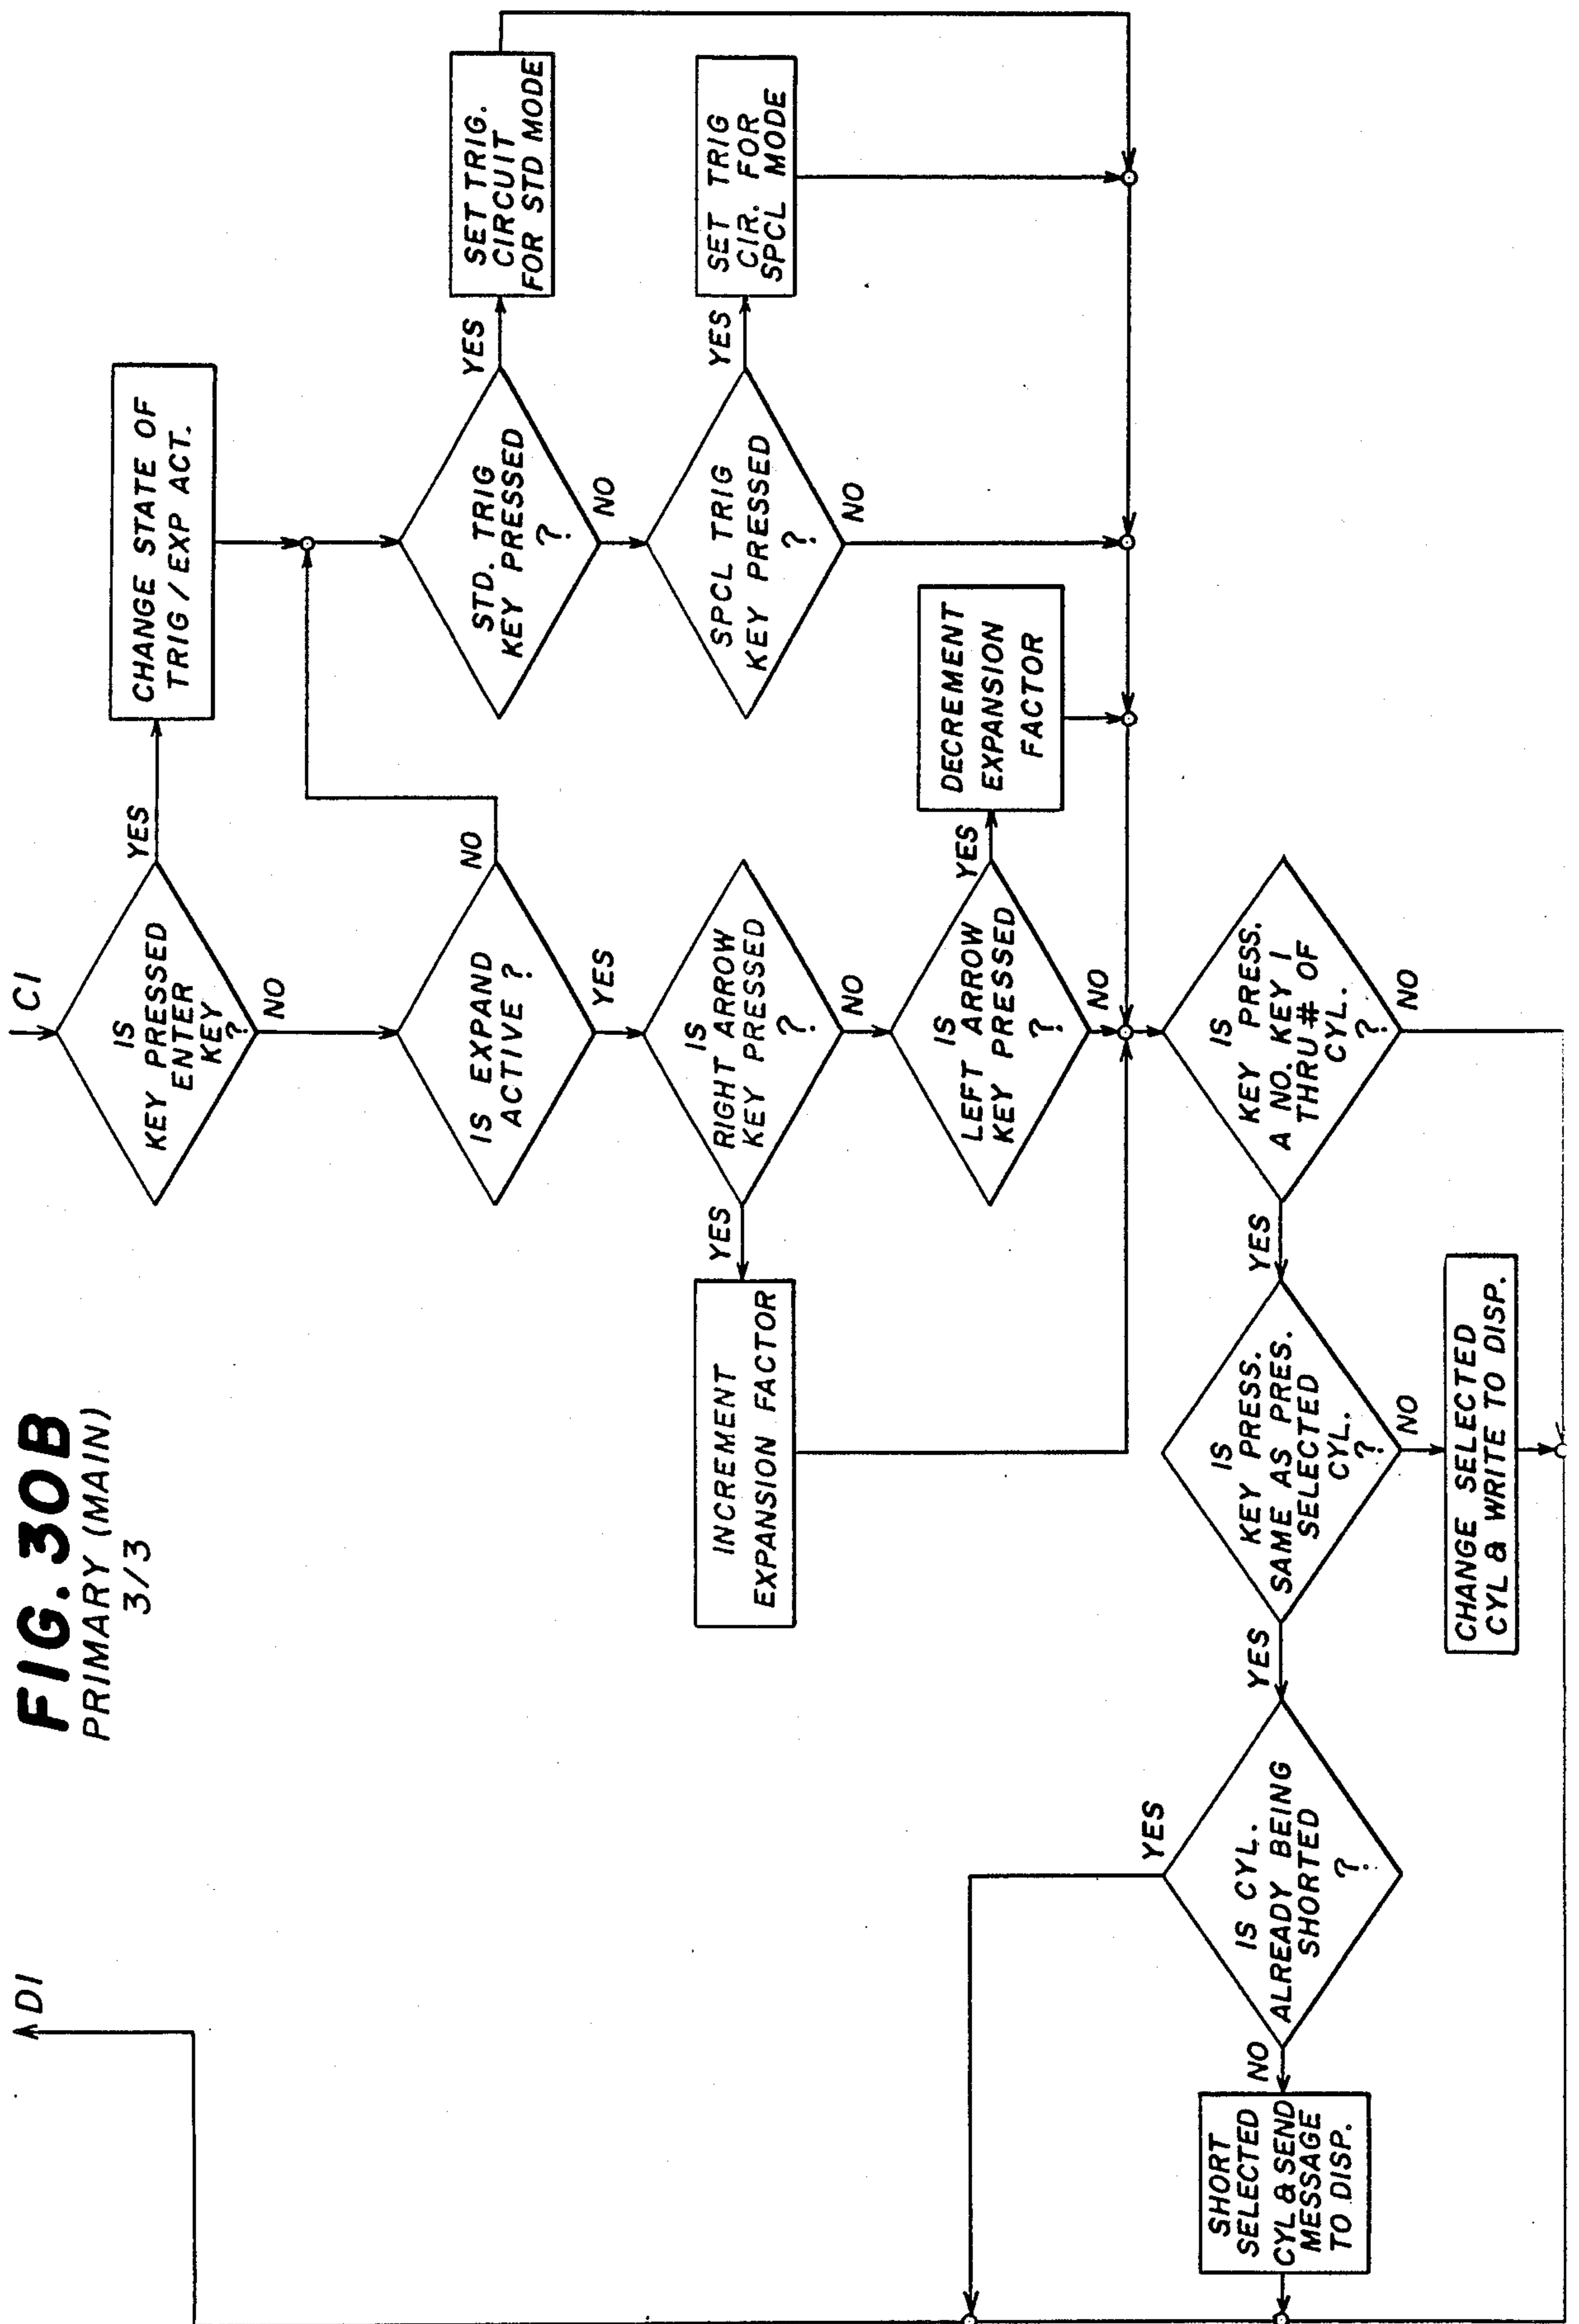 FIG. 30B
PRIMARY (MAIN)
3/3
C1
IS
KEY PRESSED
ENTER
KEY
?
YES
NO
CHANGE STATE OF
TRIG / EXP ACT.
IS EXPAND
ACTIVE ?
NO
YES
STD. TRIG
KEY PRESSED
?
YES
NO
SET TRIG.
CIRCUIT
FOR STD MODE
SPCL TRIG
KEY PRESSED
?
YES
NO
SET TRIG
CIR. FOR
SPCL MODE
IS
RIGHT ARROW
KEY PRESSED
?
YES
NO
INCREMENT
EXPANSION FACTOR
IS
LEFT ARROW
KEY PRESSED
?
YES
NO
DECREMENT
EXPANSION
FACTOR
IS
KEY PRESS.
A NO. KEY 1
THRU # OF
CYL.
?
YES
NO
IS
KEY PRESS.
SAME AS PRES.
SELECTED
CYL.
?
YES
NO
CHANGE SELECTED
CYL & WRITE TO DISP.
IS CYL.
ALREADY BEING
SHORTED
?
YES
NO
SHORT
SELECTED
CYL & SEND
MESSAGE
TO DISP.
D1